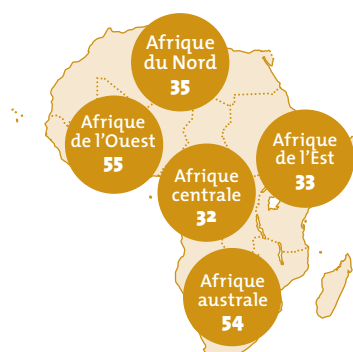 Afrique
du Nord
35
Afrique
de l'Ouest
55
Afrique
de l'Est
33
Afrique
centrale
32
Afrique
australe
54